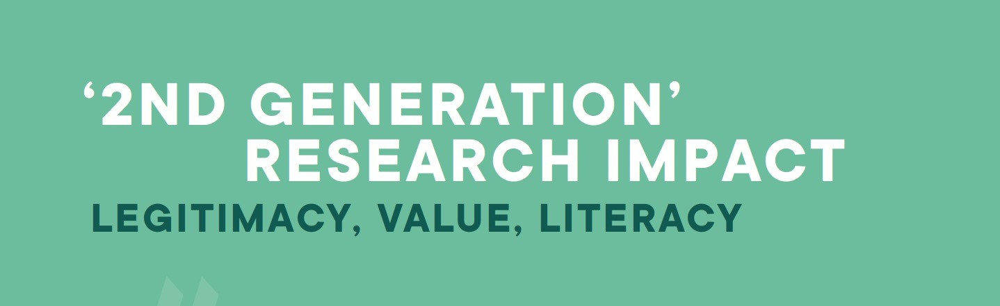 ‘2ND GENERATION’
RESEARCH IMPACT
LEGITIMACY, VALUE, LITERACY